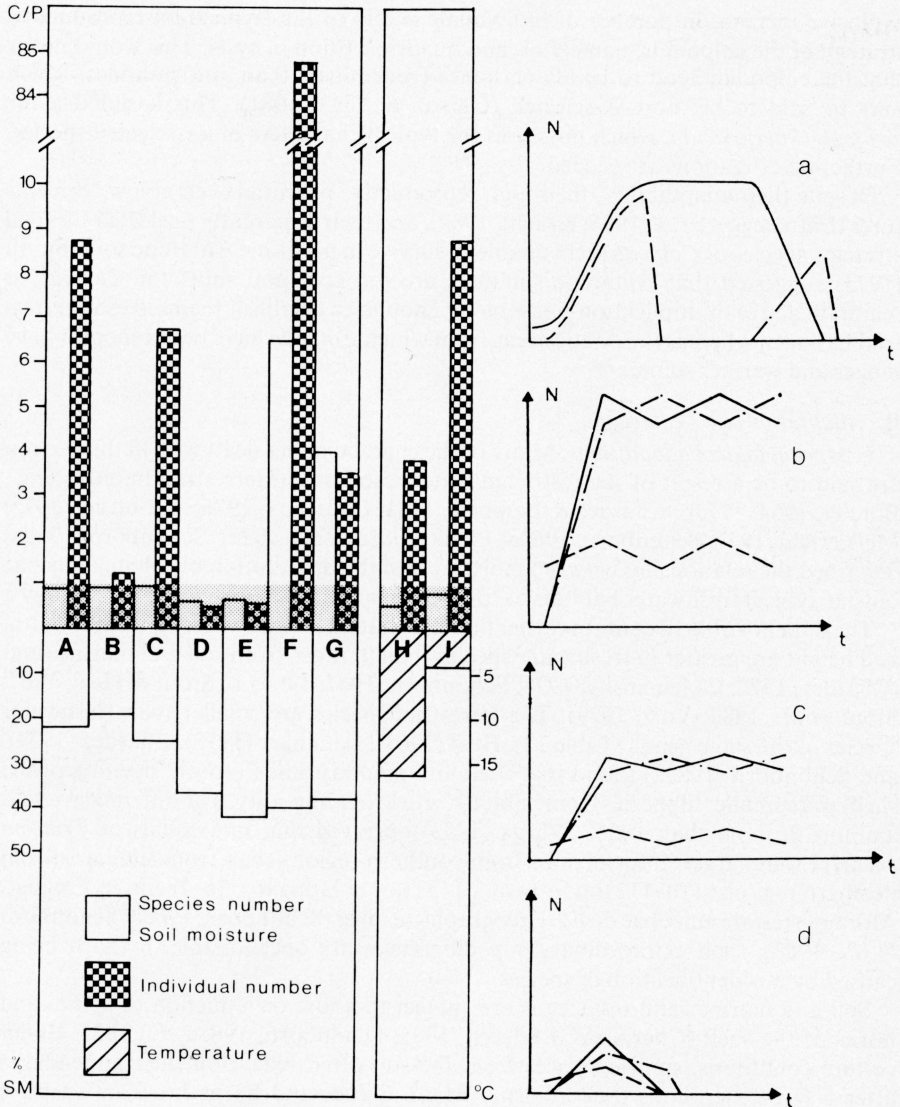 C/P
85
84
10
9
8
7
6
5
4
3
2
1
A B C D E F G H I
10
20
30
40
50
5
10
15
Species number
Soil moisture
Individual number
Temperature
%
SM
°C
N
a
t
N
b
t
N
c
t
N
d
t